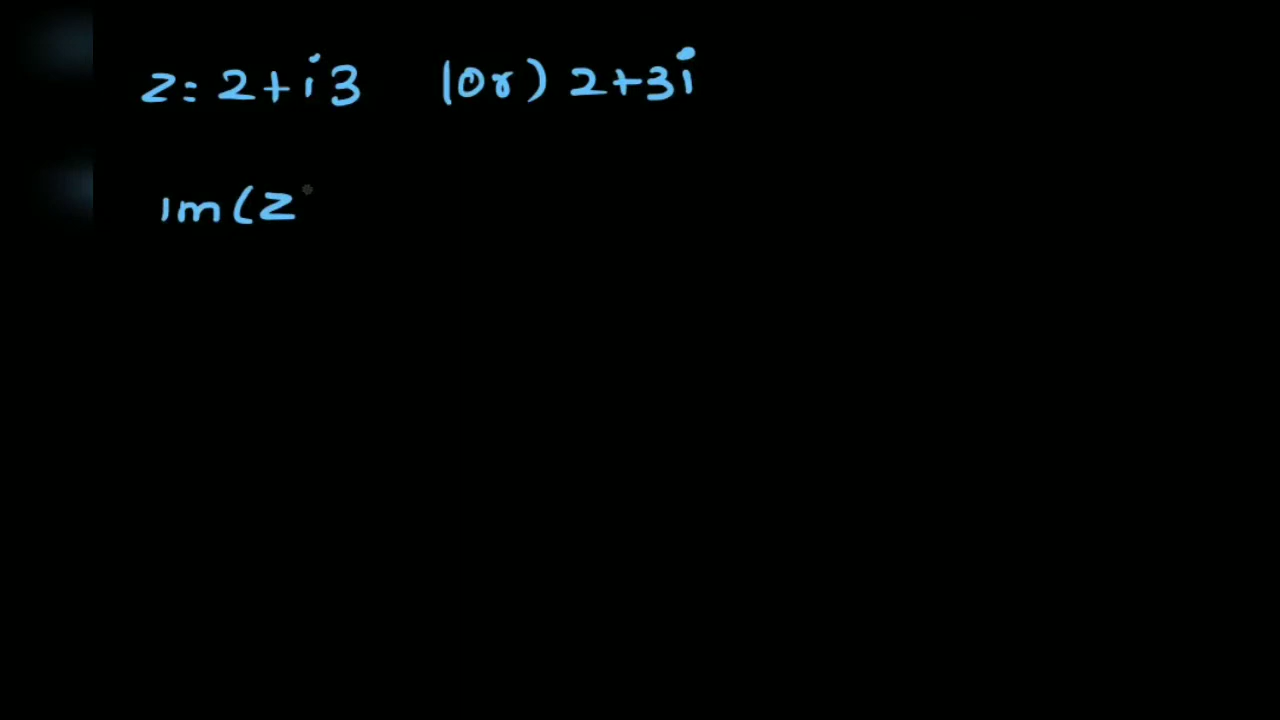 z = 2+i3 (or) 2+3i
Im(z